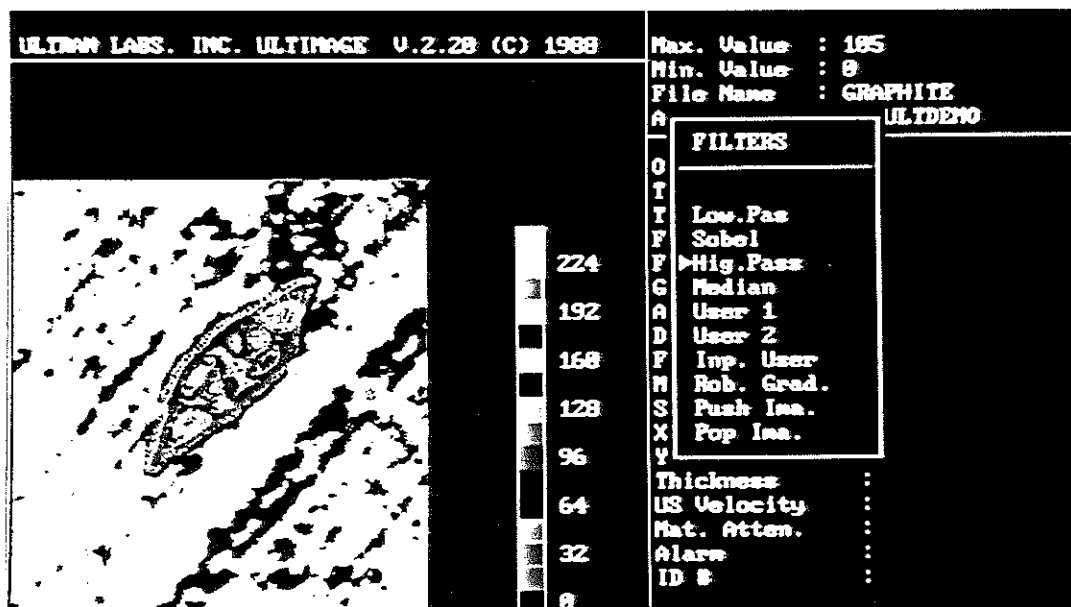 ULTRAN LABS. INC. ULTIMAGE V.2.20 (C) 1988
Max. Value : 105
Min. Value : 0
File Name : GRAPHITE
A
ULTDEMO
FILTERS
O
T
T
F
F
G
A
D
F
M
S
X
Y
Low.Pas
Sobel
Hig.Pass
Median
User 1
User 2
Inp. User
Rob. Grad.
Push Ima.
Pop Ima.
Thickness :
US Velocity :
Mat. Atten. :
Alarm :
ID # :
224
192
160
128
96
64
32
0